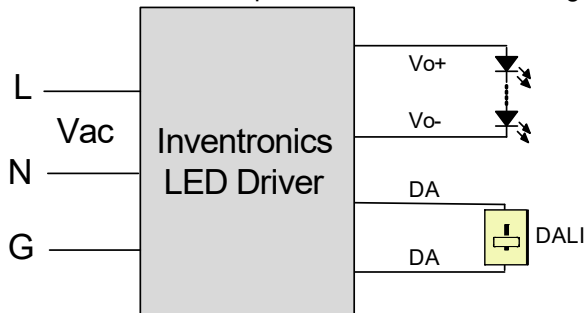 L
Vac
N
G
Inventronics
LED Driver
Vo+
Vo-
DA
DA
DALI